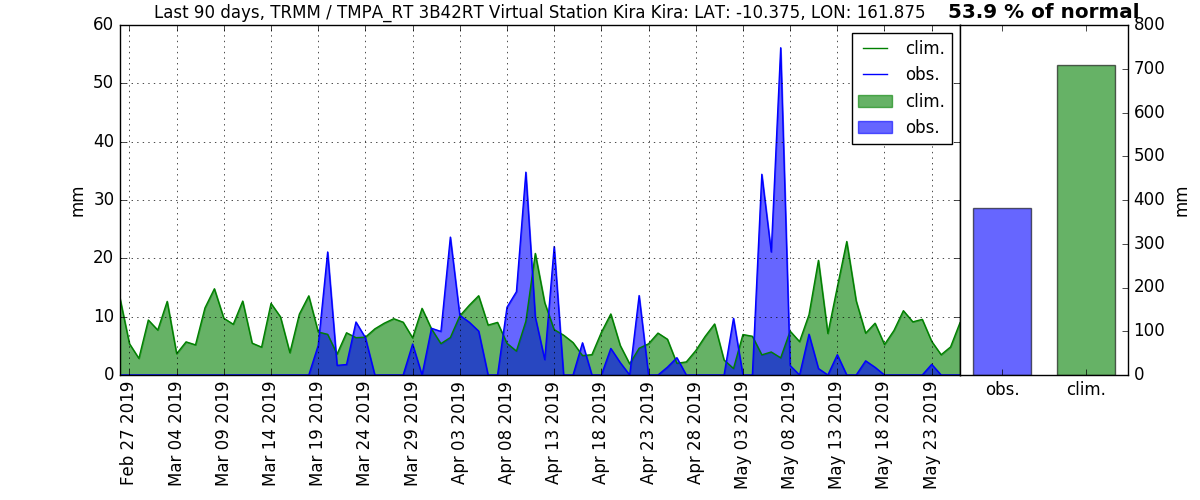 Last 90 days, TRMM / TMPA_RT 3B42RT Virtual Station Kira Kira: LAT: -10.375, LON: 161.875
53.9 % of normal
60
50
40
30
20
10
0
mm
clim.
obs.
clim.
obs.
800
700
600
500
400
300
200
100
0
mm
Feb 27 2019
Mar 04 2019
Mar 09 2019
Mar 14 2019
Mar 19 2019
Mar 24 2019
Mar 29 2019
Apr 03 2019
Apr 08 2019
Apr 13 2019
Apr 18 2019
Apr 23 2019
Apr 28 2019
May 03 2019
May 08 2019
May 13 2019
May 18 2019
May 23 2019
obs.
clim.